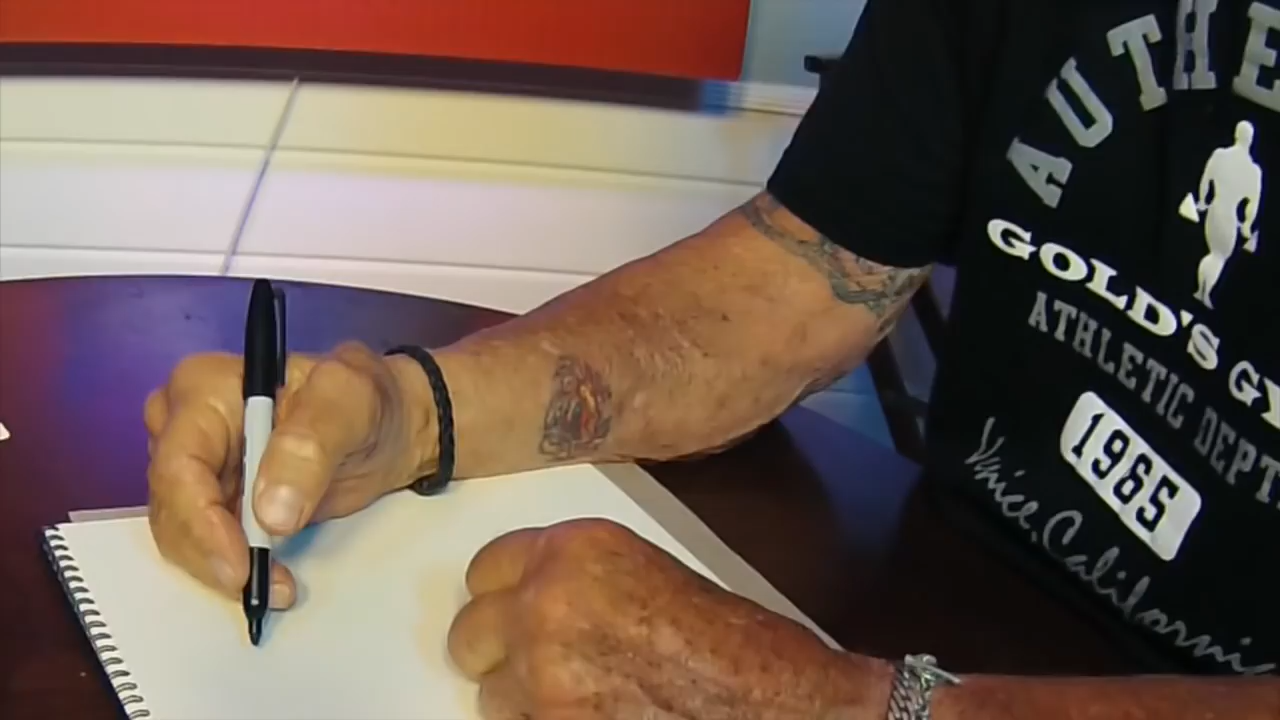 AUTHE
GOLD'S GY
ATHLETIC DEPT.
1965
Venice, Californi